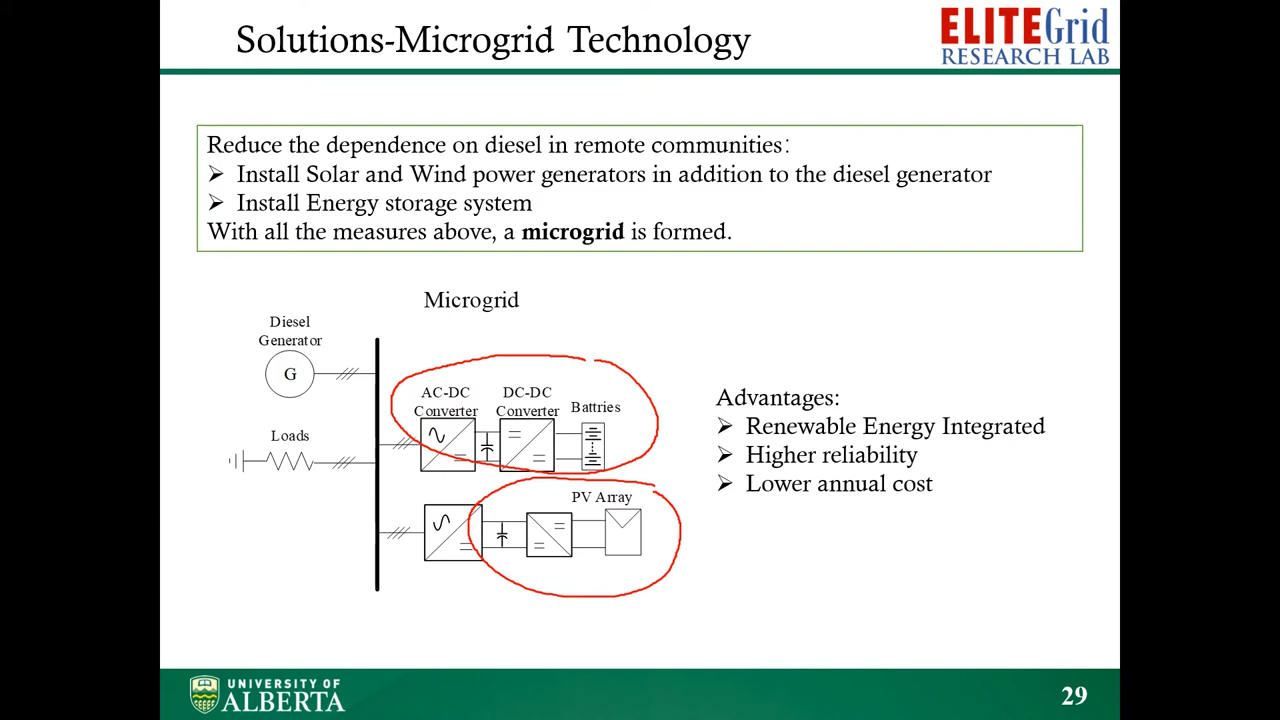 Solutions-Microgrid Technology
ELITEGrid
RESEARCH LAB
Reduce the dependence on diesel in remote communities:
➢ Install Solar and Wind power generators in addition to the diesel generator
➢ Install Energy storage system
With all the measures above, a microgrid is formed.
Microgrid
Diesel
Generator
G
Loads
AC-DC
Converter
DC-DC
Converter
Battries
PV Array
Advantages:
➢ Renewable Energy Integrated
➢ Higher reliability
➢ Lower annual cost
UNIVERSITY OF
ALBERTA
29